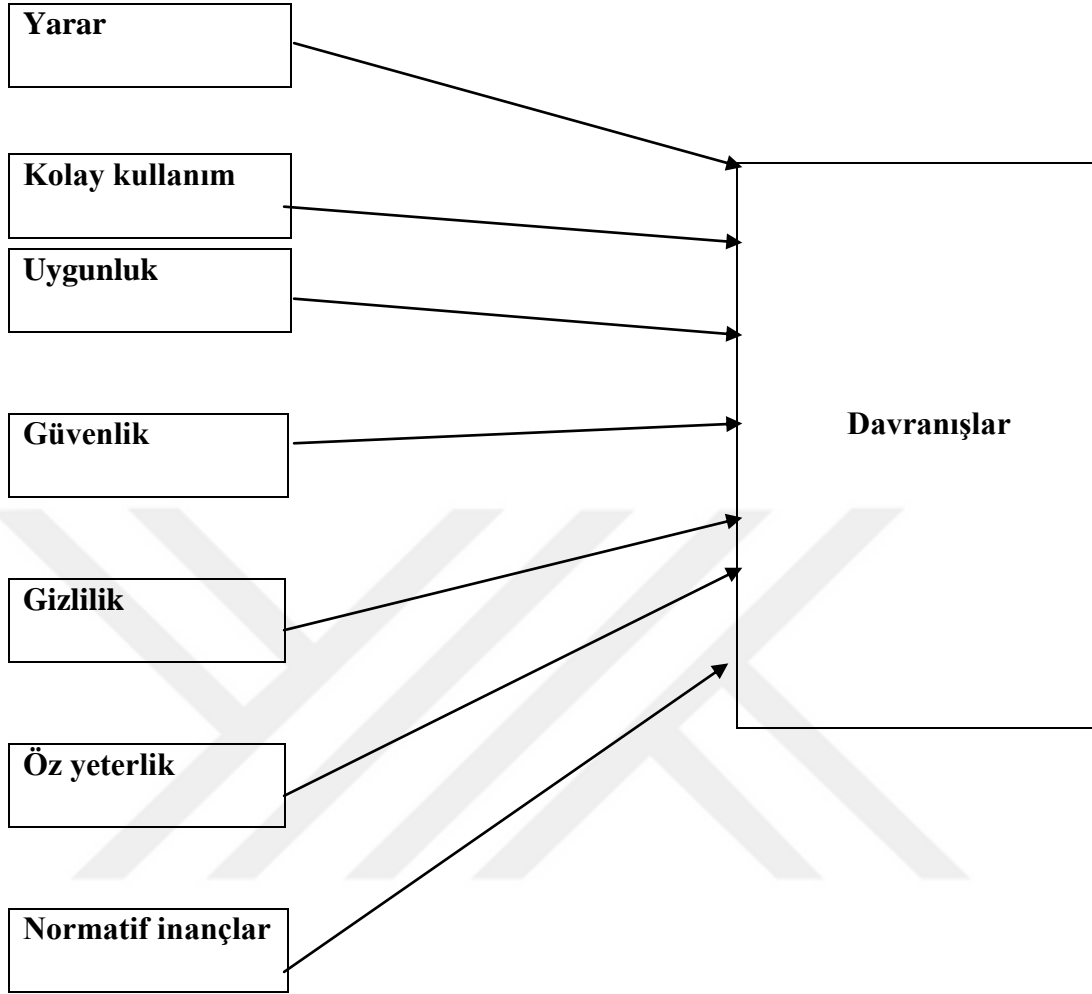 Yarar
Kolay kullanım
Uygunluk
Güvenlik
Davranışlar
Gizlilik
Öz yeterlik
Normatif inançlar